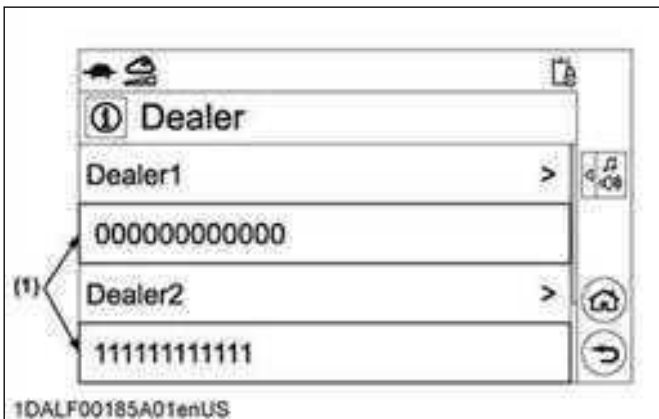 Dealer
Dealer1 >
000000000000
(1)
Dealer2 >
111111111111
1DALF00185A01enUS